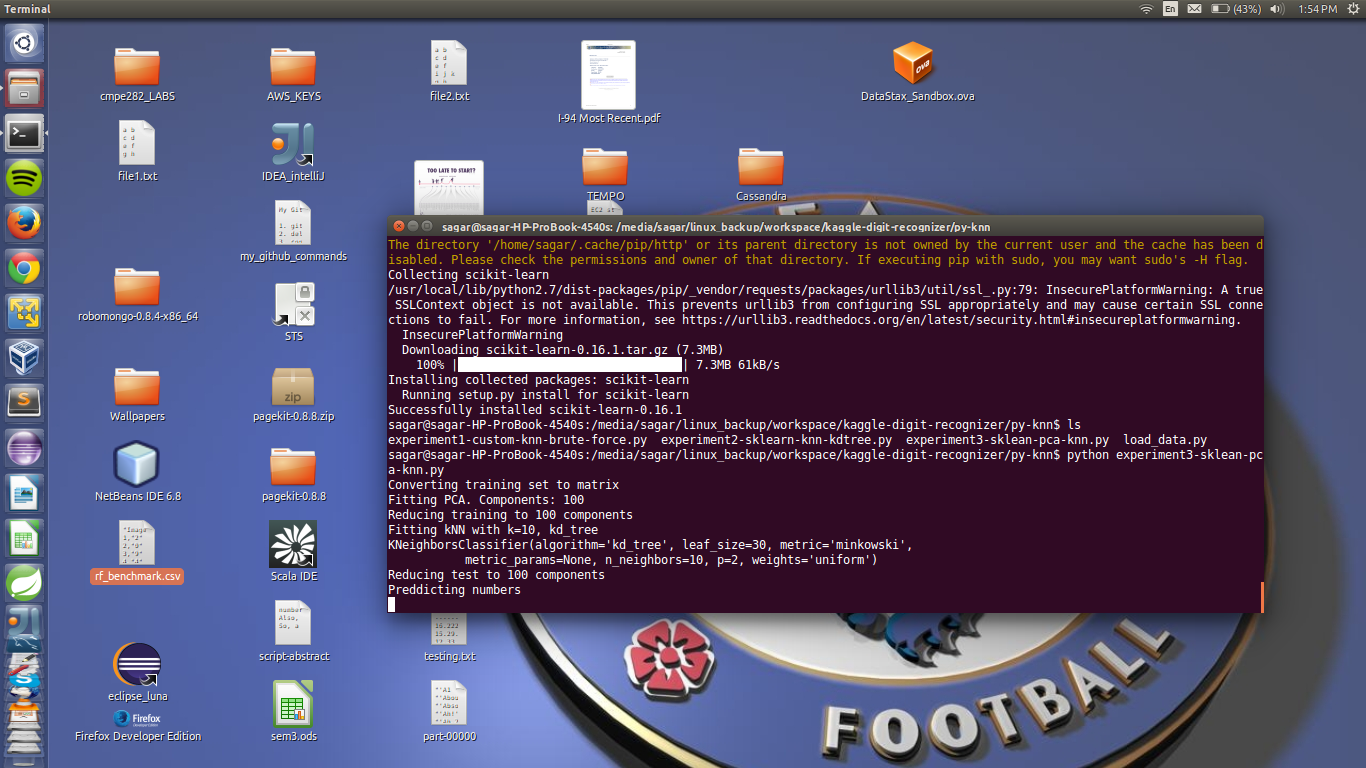 Terminal
En
(43%)
1:54 PM
cmpe282_LABS
AWS_KEYS
file2.txt
I-94 Most Recent.pdf
DataStax_Sandbox.ova
ova
file1.txt
IDEA_intelliJ
TOO LATE TO START?
TEMPO
Cassandra
My Git
my_github_commands
robomongo-0.8.4-x86_64
STS
Wallpapers
zip
pagekit-0.8.8.zip
NetBeans IDE 6.8
pagekit-0.8.8
rf_benchmark.csv
Scala IDE
script-abstract
testing.txt
eclipse_luna
Firefox
Firefox Developer Edition
sem3.ods
part-00000
sagar@sagar-HP-ProBook-4540s: /media/sagar/linux_backup/workspace/kaggle-digit-recognizer/py-knn
The directory '/home/sagar/.cache/pip/http' or its parent directory is not owned by the current user and the cache has been d
isabled. Please check the permissions and owner of that directory. If executing pip with sudo, you may want sudo's -H flag.
Collecting scikit-learn
/usr/local/lib/python2.7/dist-packages/pip/_vendor/requests/packages/urllib3/util/ssl_.py:79: InsecurePlatformWarning: A true
SSLContext object is not available. This prevents urllib3 from configuring SSL appropriately and may cause certain SSL conne
ctions to fail. For more information, see https://urllib3.readthedocs.org/en/latest/security.html#insecureplatformwarning.
InsecurePlatformWarning
Downloading scikit-learn-0.16.1.tar.gz (7.3MB)
100% | | 7.3MB 61kB/s
Installing collected packages: scikit-learn
Running setup.py install for scikit-learn
Successfully installed scikit-learn-0.16.1
sagar@sagar-HP-ProBook-4540s:/media/sagar/linux_backup/workspace/kaggle-digit-recognizer/py-knn$ ls
experiment1-custom-knn-brute-force.py experiment2-sklearn-knn-kdtree.py experiment3-sklean-pca-knn.py load_data.py
sagar@sagar-HP-ProBook-4540s:/media/sagar/linux_backup/workspace/kaggle-digit-recognizer/py-knn$ python experiment3-sklean-pc
a-knn.py
Converting training set to matrix
Fitting PCA. Components: 100
Reducing training to 100 components
Fitting kNN with k=10, kd_tree
KNeighborsClassifier(algorithm='kd_tree', leaf_size=30, metric='minkowski',
metric_params=None, n_neighbors=10, p=2, weights='uniform')
Reducing test to 100 components
Preddicting numbers
FOOTBALL